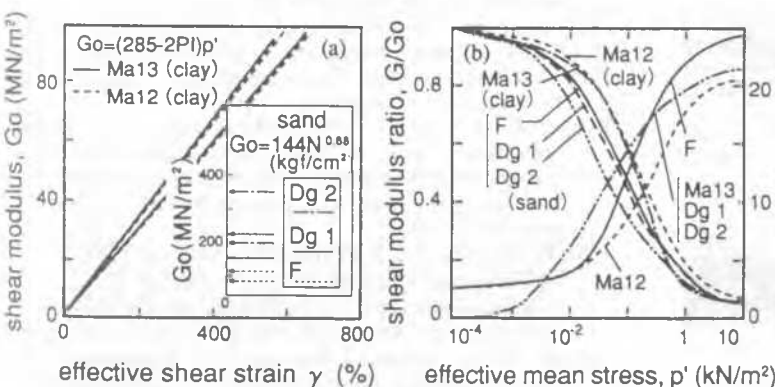 shear modulus, Go (MN/m²)
80
40
0
Go=(285-2PI)p'
Ma13 (clay)
Ma12 (clay)
(a)
sand
Go=144N^0.68
(kgf/cm²
Go(MN/m²)
400
200
0
Dg 2
Dg 1
F
0 400 800
effective shear strain γ (%)
shear modulus ratio, G/Go
0.8
0.4
0
(b)
Ma12
(clay)
Ma13
(clay)
F
Dg 1
Dg 2
(sand)
F
Ma13
Dg 1
Dg 2
Ma12
20
10
0
10⁻⁴ 10⁻² 1 10
effective mean stress, p' (kN/m²)